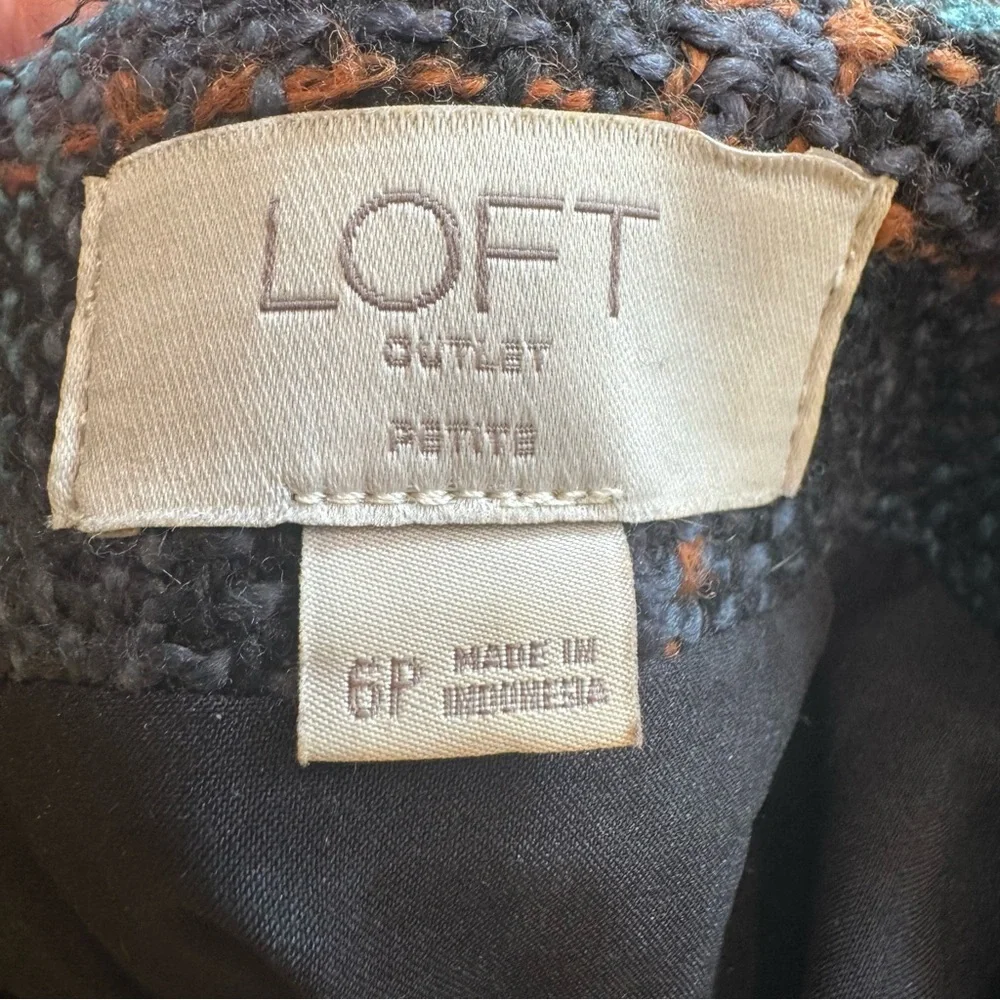 LOFT
OUTLET
PETITE
6P MADE IN
INDONESIA